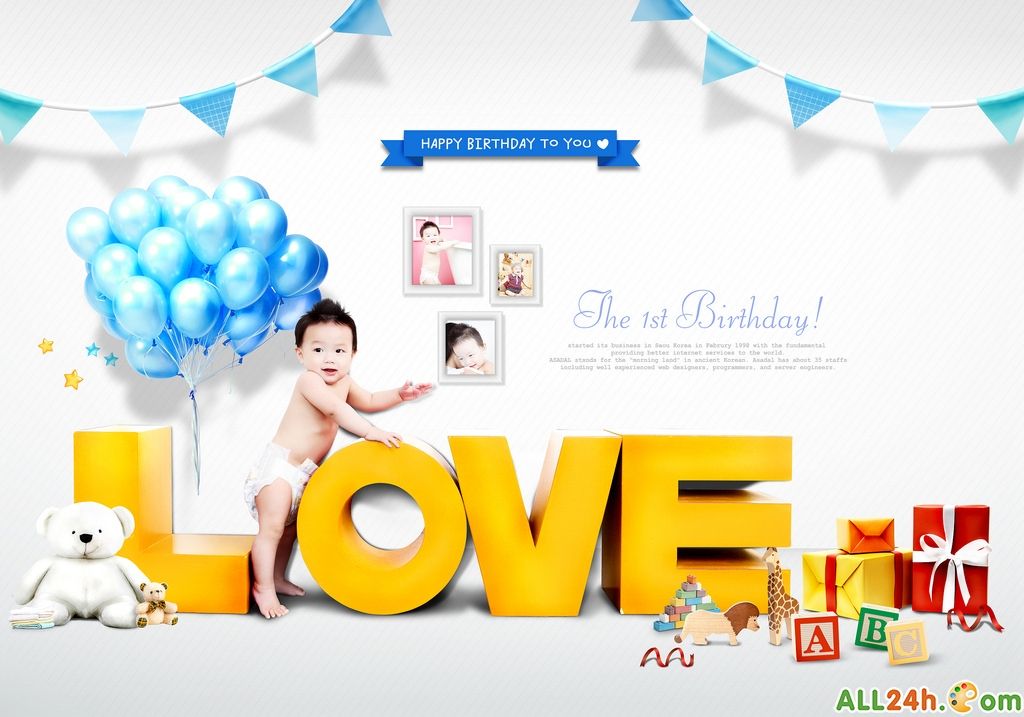 HAPPY BIRTHDAY TO YOU
The 1st Birthday!
started its business in Seou Korea in Pabrury 1998 with the fundamental
providing better internet services to the world.
ASADAL stands for the "morning land" in ancient Korean. Asadal has about 35 staffs
including well experienced web designers, programmers, and server engineers.
LOVE
A
B
C
ALL24h.com